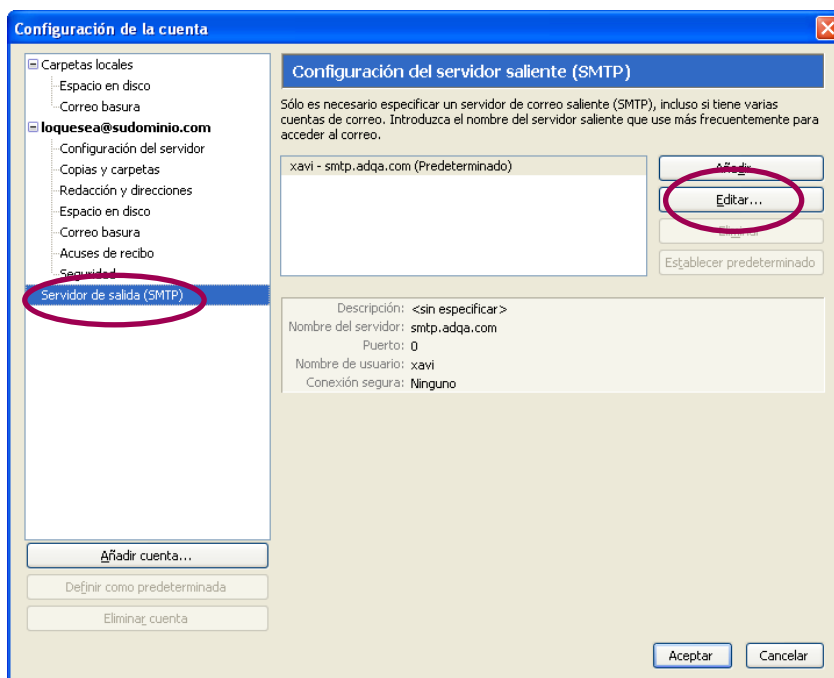 Configuración de la cuenta
Carpetas locales
Espacio en disco
Correo basura
loquesea@sudominio.com
Configuración del servidor
Copias y carpetas
Redacción y direcciones
Espacio en disco
Correo basura
Acuses de recibo
Seguridad
Servidor de salida (SMTP)
Añadir cuenta...
Definir como predeterminada
Eliminar cuenta
Configuración del servidor saliente (SMTP)
Sólo es necesario especificar un servidor de correo saliente (SMTP), incluso si tiene varias
cuentas de correo. Introduzca el nombre del servidor saliente que use más frecuentemente para
acceder al correo.
xavi - smtp.adqa.com (Predeterminado)
Añadir...
Editar...
Eliminar
Establecer predeterminado
Descripción: <sin especificar>
Nombre del servidor: smtp.adqa.com
Puerto: 0
Nombre de usuario: xavi
Conexión segura: Ninguno
Aceptar
Cancelar